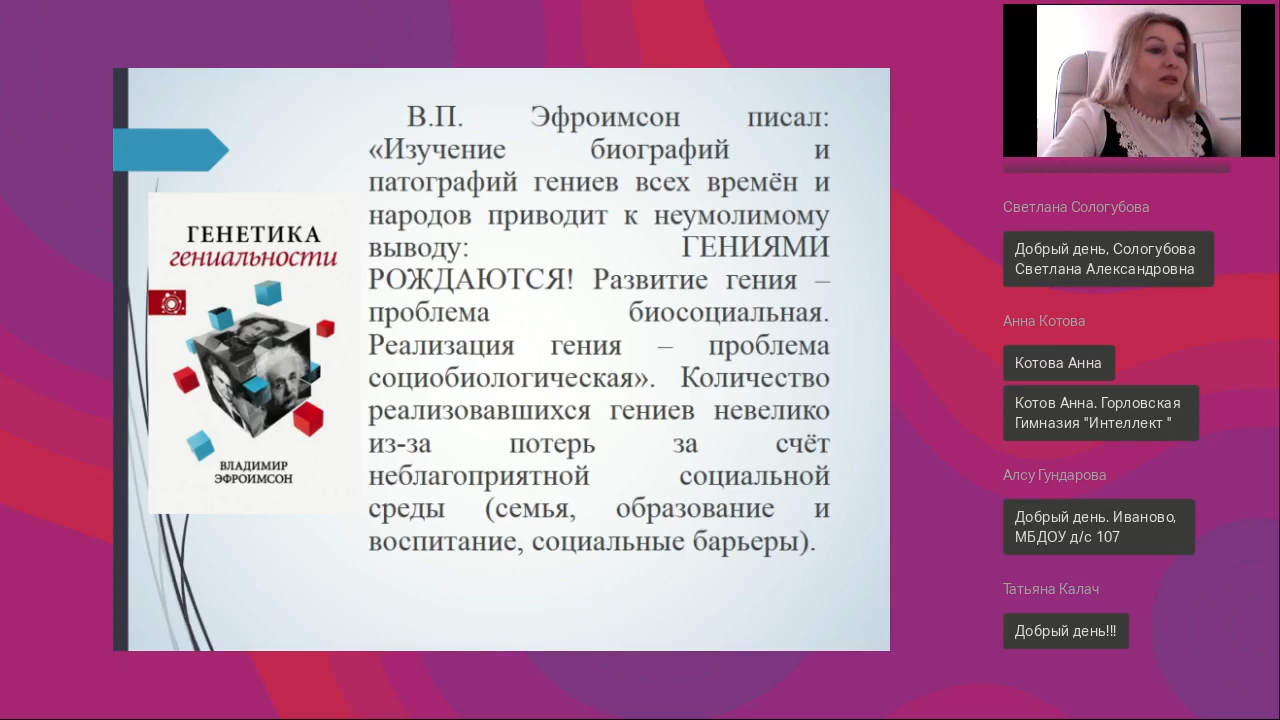 В.П. Эфроимсон писал:
«Изучение биографий и
патографий гениев всех времён и
народов приводит к неумолимому
выводу: ГЕНИЯМИ
РОЖДАЮТСЯ! Развитие гения –
проблема биосоциальная.
Реализация гения – проблема
социобиологическая». Количество
реализовавшихся гениев невелико
из-за потерь за счёт
неблагоприятной социальной
среды (семья, образование и
воспитание, социальные барьеры).
ГЕНЕТИКА
гениальности
ВЛАДИМИР
ЭФРОИМСОН
Светлана Сологубова
Добрый день, Сологубова
Светлана Александровна
Анна Котова
Котова Анна
Котов Анна. Горловская
Гимназия "Интеллект "
Алсу Гундарова
Добрый день. Иваново,
МБДОУ д/с 107
Татьяна Калач
Добрый день!!!